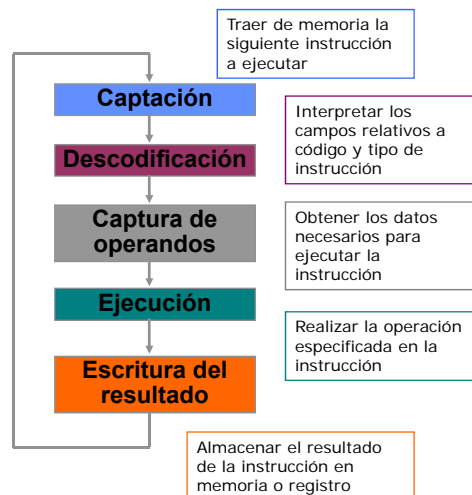 Traer de memoria la
siguiente instrucción
a ejecutar
Captación
Interpretar los
campos relativos a
código y tipo de
instrucción
Descodificación
Captura de
operandos
Obtener los datos
necesarios para
ejecutar la
instrucción
Ejecución
Realizar la operación
especificada en la
instrucción
Escritura del
resultado
Almacenar el resultado
de la instrucción en
memoria o registro